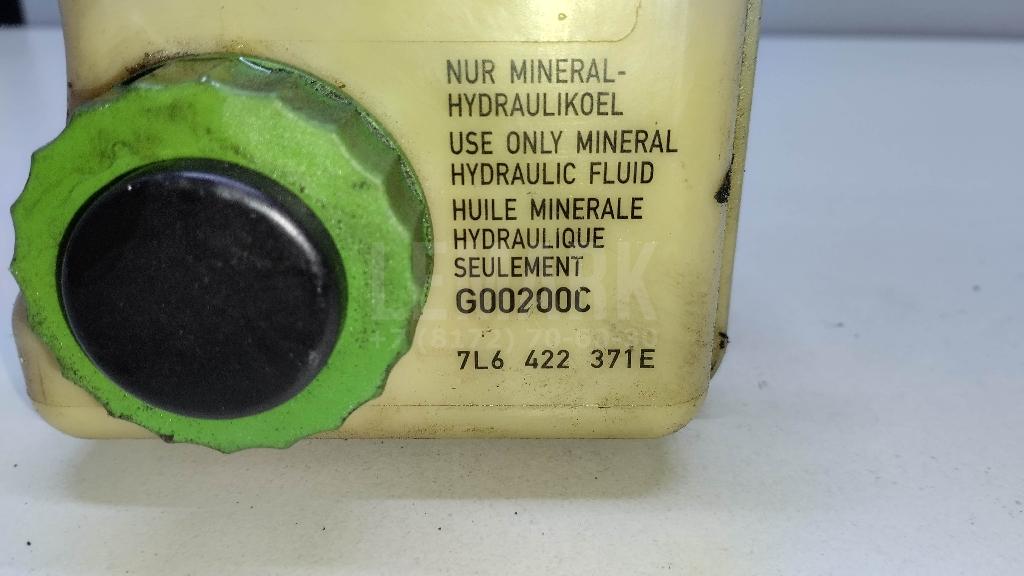 NUR MINERAL-
HYDRAULIKOEL
USE ONLY MINERAL
HYDRAULIC FLUID
HUILE MINERALE
HYDRAULIQUE
SEULEMENT
G00200C
7L6 422 371E